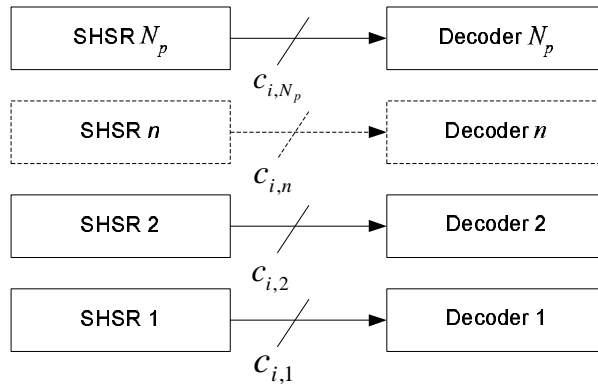 SHSR N_p
Decoder N_p
c_{i,N_p}
SHSR n
Decoder n
c_{i,n}
SHSR 2
Decoder 2
c_{i,2}
SHSR 1
Decoder 1
c_{i,1}